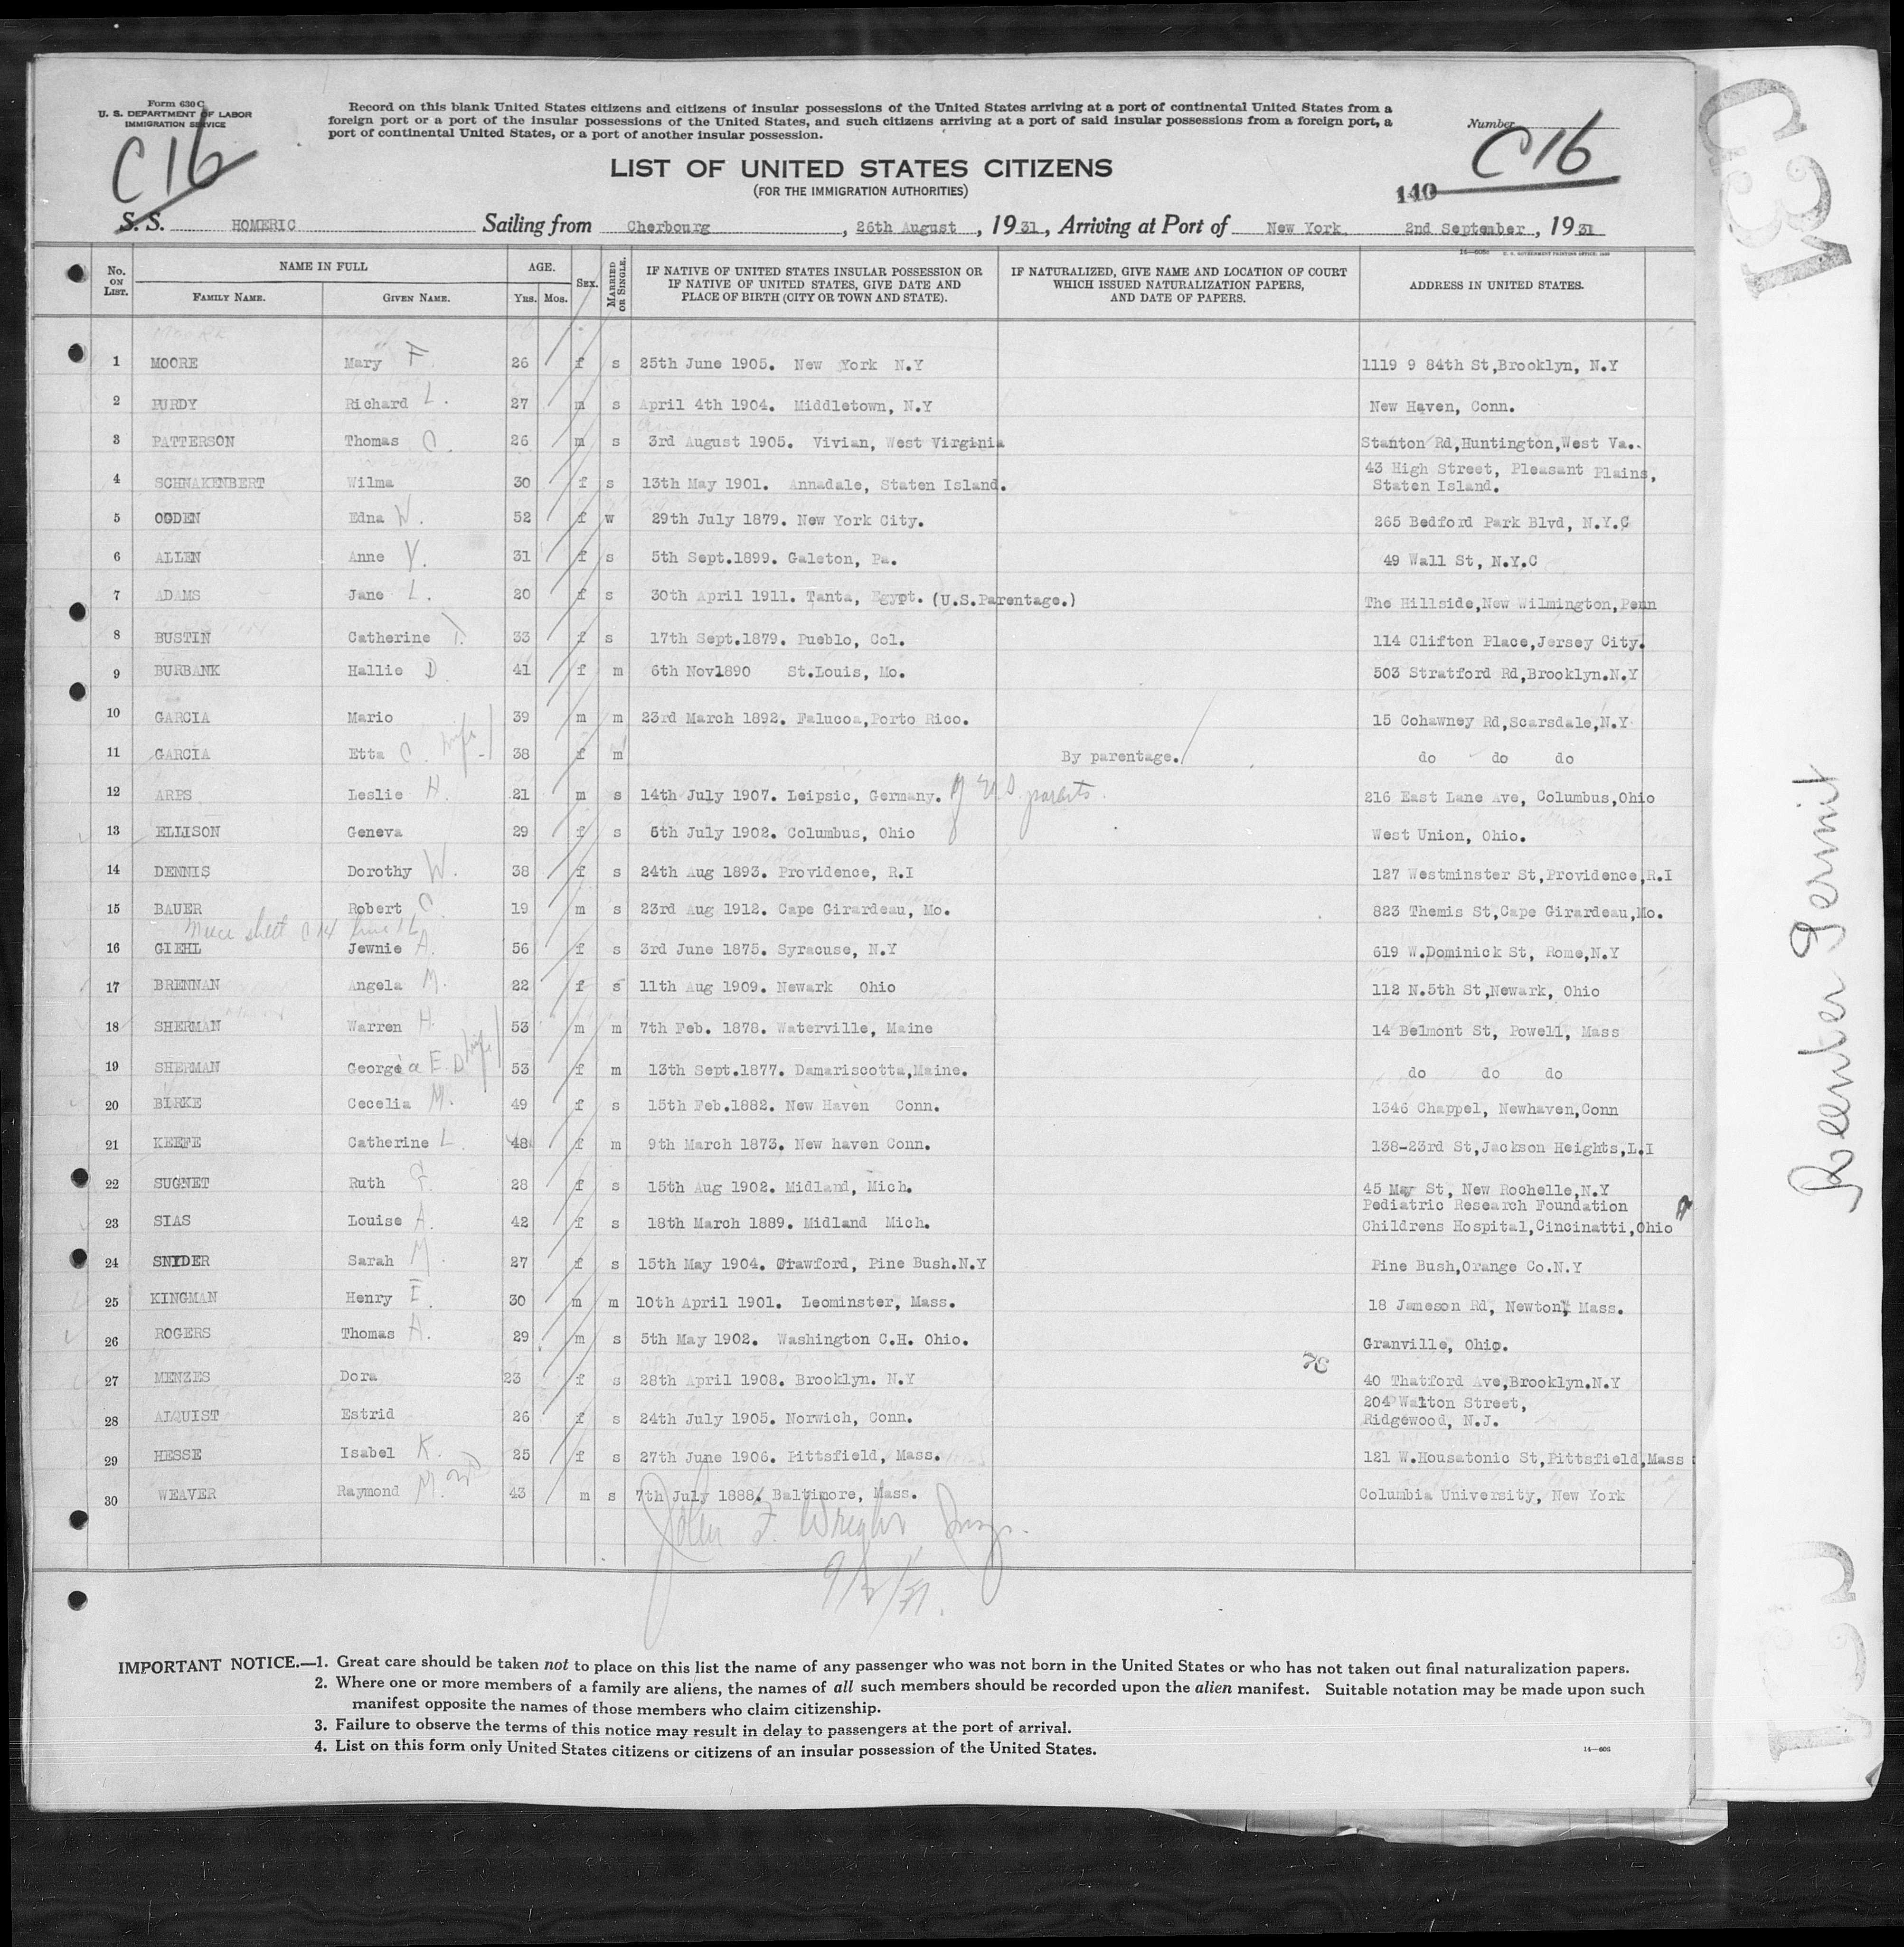 Form 630 C
U. S. DEPARTMENT OF LABOR
IMMIGRATION SERVICE
Record on this blank United States citizens and citizens of insular possessions of the United States arriving at a port of continental United States from a
foreign port or a port of the insular possessions of the United States, and such citizens arriving at a port of said insular possessions from a foreign port, a
port of continental United States, or a port of another insular possession.
Number
C16
C16
LIST OF UNITED STATES CITIZENS
(FOR THE IMMIGRATION AUTHORITIES)
140
S. S. HOMERIC Sailing from Cherbourg, 26th August, 1931, Arriving at Port of New York 2nd September, 1931
No. ON LIST. NAME IN FULL AGE. SEX. MARRIED OR SINGLE. IF NATIVE OF UNITED STATES INSULAR POSSESSION OR IF NATIVE OF UNITED STATES, GIVE DATE AND PLACE OF BIRTH (CITY OR TOWN AND STATE). IF NATURALIZED, GIVE NAME AND LOCATION OF COURT WHICH ISSUED NATURALIZATION PAPERS, AND DATE OF PAPERS. ADDRESS IN UNITED STATES.
FAMILY NAME. GIVEN NAME. YRS. MOS.
1 MOORE Mary F 26 f s 25th June 1905. New York N.Y 1119 9 84th St,Brooklyn, N.Y
2 PURDY Richard L. 27 m s April 4th 1904. Middletown, N.Y New Haven, Conn.
3 PATTERSON Thomas C. 26 m s 3rd August 1905. Vivian, West Virginia Stanton Rd,Huntington,West Va.
4 SCHNAKENBERT Wilma 30 f s 13th May 1901. Annadale, Staten Island. 43 High Street, Pleasant Plains,
Staten Island.
5 OGDEN Edna W. 52 f w 29th July 1879. New York City. 265 Bedford Park Blvd, N.Y.C
6 ALLEN Anne V. 31 f s 5th Sept.1899. Galeton, Pa. 49 Wall St, N.Y.C
7 ADAMS Jane L. 20 f s 30th April 1911. Tanta, Egypt. (U.S.Parentage.) The Hillside,New Wilmington,Penn
8 BUSTIN Catherine 33 f s 17th Sept.1879. Pueblo, Col. 114 Clifton Place,Jersey City.
9 BURBANK Hallie D 41 f m 6th Nov1890 St.Louis, Mo. 503 Stratford Rd,Brooklyn.N.Y
10 GARCIA Mario 39 m m 23rd March 1892. Falucoa,Porto Rico. 15 Cohawney Rd,Scarsdale,N.Y
11 GARCIA Etta C. wife 38 f m By parentage. do do do
12 ARPS Leslie H. 21 m s 14th July 1907. Leipsic, Germany. of U.S. parents. 216 East Lane Ave, Columbus,Ohio
13 ELLISON Geneva 29 f s 5th July 1902. Columbus, Ohio West Union, Ohio.
14 DENNIS Dorothy W. 38 f s 24th Aug 1893. Providence, R.I 127 Westminster St,Providence,R.I
15 BAUER Robert C 19 m s 23rd Aug 1912. Cape Girardeau, Mo. 823 Themis St,Cape Girardeau,Mo.
sheet C14 line 16
16 GIEHL Jewnie A. 56 f s 3rd June 1875. Syracuse, N.Y 619 W.Dominick St, Rome,N.Y
17 BRENNAN Angela M. 22 f s 11th Aug 1909. Newark Ohio 112 N.5th St,Newark, Ohio
18 SHERMAN Warren H. 53 m m 7th Feb. 1878. Waterville, Maine 14 Belmont St, Powell, Mass
19 SHERMAN Georgia E. D wife 53 f m 13th Sept.1877. Damariscotta,Maine. do do do
20 BIRKE Cecelia M. 49 f s 15th Feb.1882. New Haven Conn. 1346 Chappel, Newhaven,Conn
21 KEEFE Catherine L 48 f m 9th March 1873. New haven Conn. 138-23rd St,Jackson Heights,L.I
22 SUGNET Ruth F. 28 f s 15th Aug 1902. Midland, Mich. 45 May St, New Rochelle,N.Y
23 SIAS Louise A. 42 f s 18th March 1889. Midland Mich. Pediatric Research Foundation
Childrens Hospital,Cincinatti,Ohio
24 SNYDER Sarah M. 27 f s 15th May 1904. Crawford, Pine Bush.N.Y Pine Bush,Orange Co.N.Y
25 KINGMAN Henry I. 30 m m 10th April 1901. Leominster, Mass. 18 Jameson Rd, Newton, Mass.
26 ROGERS Thomas H. 29 m s 5th May 1902. Washington C.H. Ohio. Granville, Ohio.
27 MENZES Dora 23 f s 28th April 1908. Brooklyn. N.Y 40 Thatford Ave,Brooklyn.N.Y
28 ALQUIST Estrid 26 f s 24th July 1905. Norwich, Conn. 204 Walton Street,
Ridgewood, N.J.
29 HESSE Isabel K. 25 f s 27th June 1906. Pittsfield, Mass. 121 W.Housatonic St,Pittsfield,Mass
30 WEAVER Raymond M. 43 m s 7th July 1888. Baltimore, Mass. Columbia University, New York
John F. Wright Insp.
9/2/31.
IMPORTANT NOTICE.—1. Great care should be taken not to place on this list the name of any passenger who was not born in the United States or who has not taken out final naturalization papers.
2. Where one or more members of a family are aliens, the names of all such members should be recorded upon the alien manifest. Suitable notation may be made upon such
manifest opposite the names of those members who claim citizenship.
3. Failure to observe the terms of this notice may result in delay to passengers at the port of arrival.
4. List on this form only United States citizens or citizens of an insular possession of the United States.
Reenter Permit